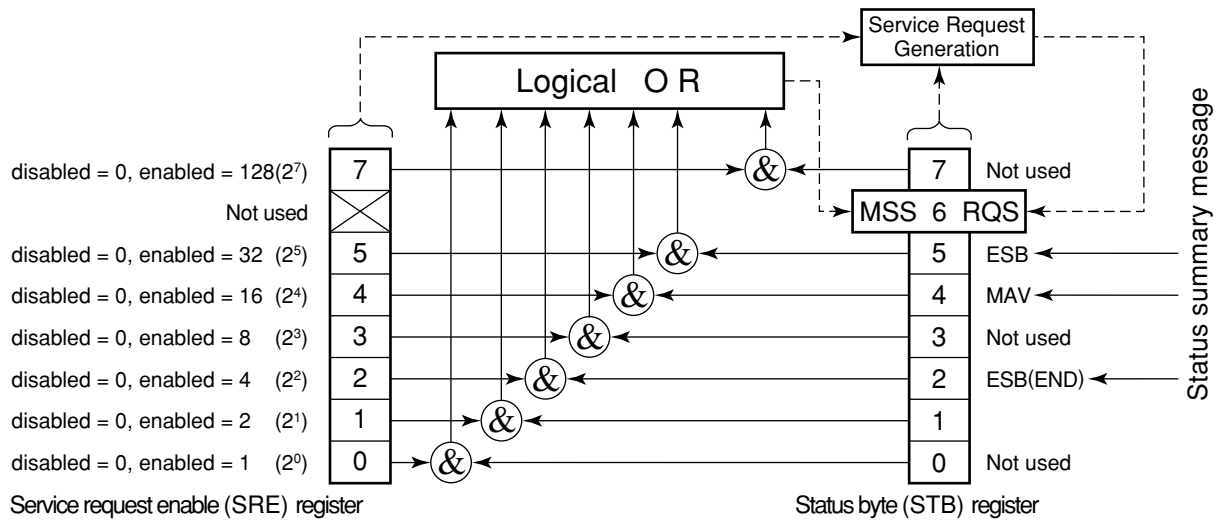 Service Request
Generation
Logical O R
Status summary message
disabled = 0, enabled = 128(2⁷) 7 & 7 Not used
Not used MSS 6 RQS
disabled = 0, enabled = 32 (2⁵) 5 & 5 ESB
disabled = 0, enabled = 16 (2⁴) 4 & 4 MAV
disabled = 0, enabled = 8 (2³) 3 & 3 Not used
disabled = 0, enabled = 4 (2²) 2 & 2 ESB(END)
disabled = 0, enabled = 2 (2¹) 1 & 1
disabled = 0, enabled = 1 (2⁰) 0 & 0 Not used
Service request enable (SRE) register Status byte (STB) register